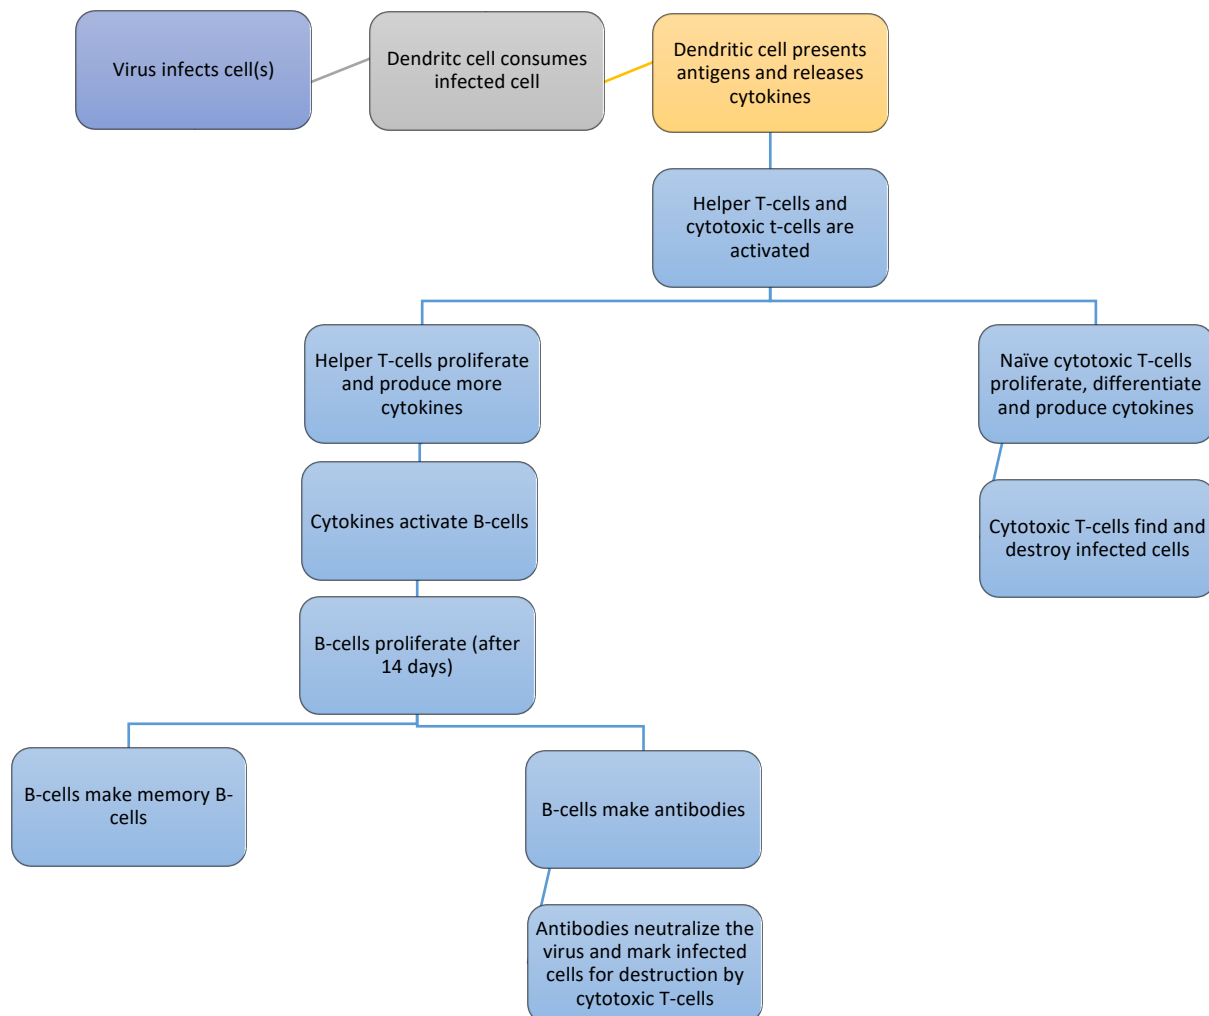 Virus infects cell(s)
Dendritc cell consumes
infected cell
Dendritic cell presents
antigens and releases
cytokines
Helper T-cells and
cytotoxic t-cells are
activated
Helper T-cells proliferate
and produce more
cytokines
Naïve cytotoxic T-cells
proliferate, differentiate
and produce cytokines
Cytokines activate B-cells
Cytotoxic T-cells find and
destroy infected cells
B-cells proliferate (after
14 days)
B-cells make memory B-
cells
B-cells make antibodies
Antibodies neutralize the
virus and mark infected
cells for destruction by
cytotoxic T-cells